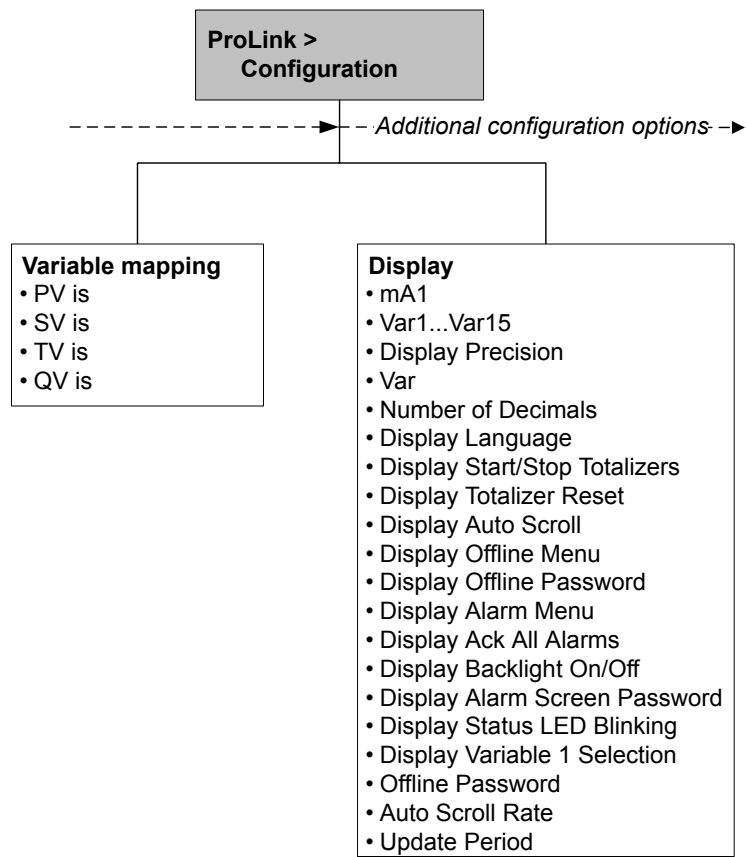 ProLink >
Configuration
Additional configuration options
Variable mapping
• PV is
• SV is
• TV is
• QV is
Display
• mA1
• Var1...Var15
• Display Precision
• Var
• Number of Decimals
• Display Language
• Display Start/Stop Totalizers
• Display Totalizer Reset
• Display Auto Scroll
• Display Offline Menu
• Display Offline Password
• Display Alarm Menu
• Display Ack All Alarms
• Display Backlight On/Off
• Display Alarm Screen Password
• Display Status LED Blinking
• Display Variable 1 Selection
• Offline Password
• Auto Scroll Rate
• Update Period